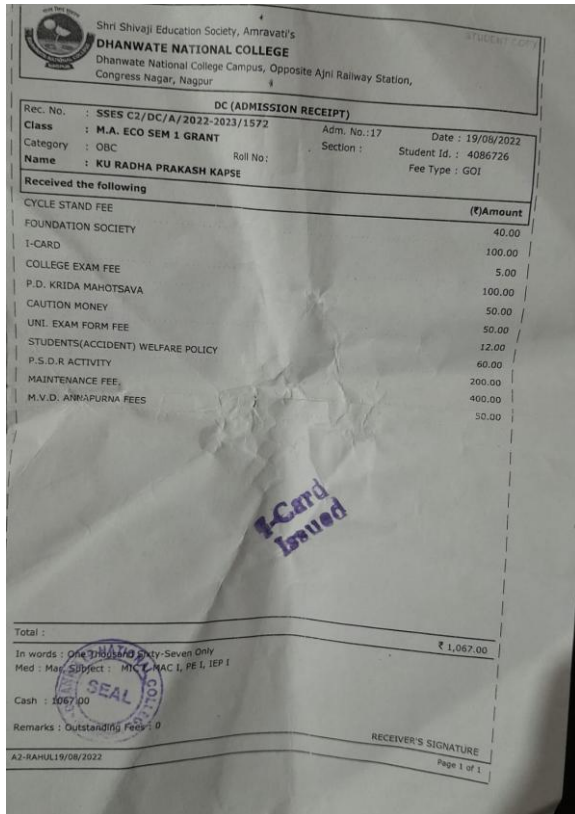 STUDENT COPY
Shri Shivaji Education Society, Amravati's
DHANWATE NATIONAL COLLEGE
Dhanwate National College Campus, Opposite Ajni Railway Station,
Congress Nagar, Nagpur
DC (ADMISSION RECEIPT)
Rec. No. : SSES C2/DC/A/2022-2023/1572 Adm. No.:17 Date : 19/08/2022
Class : M.A. ECO SEM 1 GRANT Section : Student Id. : 4086726
Category : OBC Roll No: Fee Type : GOI
Name : KU RADHA PRAKASH KAPSE
Received the following (₹)Amount
CYCLE STAND FEE 40.00
FOUNDATION SOCIETY 100.00
I-CARD 5.00
COLLEGE EXAM FEE 100.00
P.D. KRIDA MAHOTSAVA 50.00
CAUTION MONEY 50.00
UNI. EXAM FORM FEE 12.00
STUDENTS(ACCIDENT) WELFARE POLICY 60.00
P.S.D.R ACTIVITY 200.00
MAINTENANCE FEE. 400.00
M.V.D. ANNAPURNA FEES 50.00
I-Card
Issued
Total : ₹ 1,067.00
In words : One Thousand Sixty-Seven Only
Med : Mar, Subject : MIC I, MAC I, PE I, IEP I
SEAL
Cash : 1067.00
Remarks : Outstanding Fees : 0
RECEIVER'S SIGNATURE
A2-RAHUL19/08/2022 Page 1 of 1